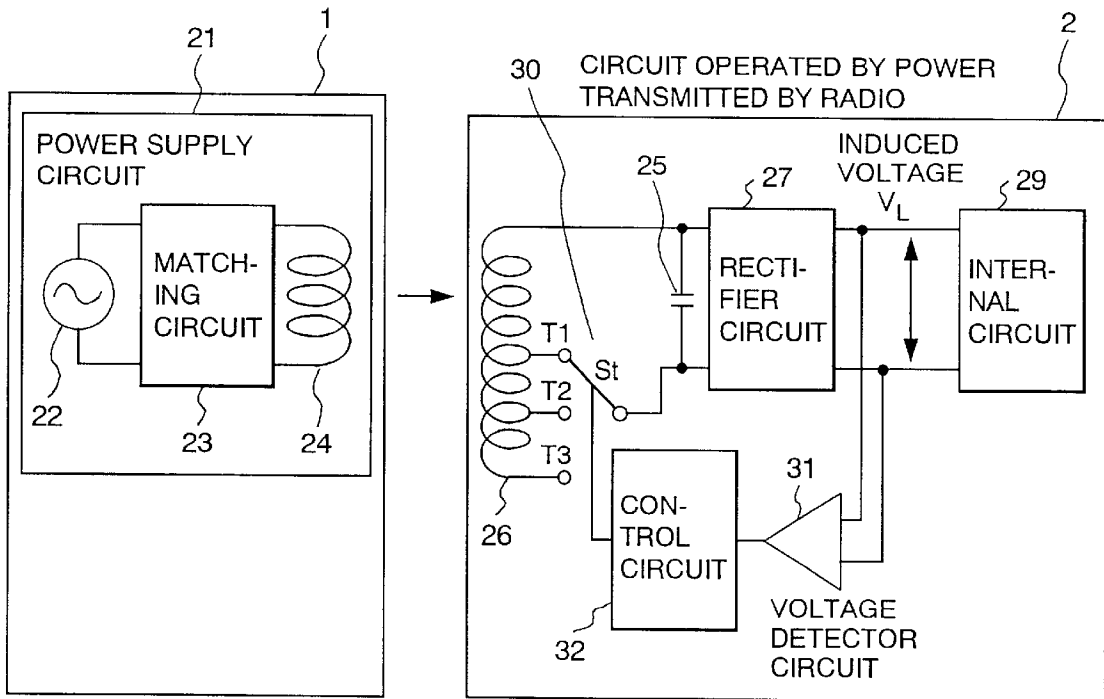 1
21
POWER SUPPLY
CIRCUIT
MATCH-
ING
CIRCUIT
22
23
24
2
CIRCUIT OPERATED BY POWER
TRANSMITTED BY RADIO
30
25
27
INDUCED
VOLTAGE
VL
29
RECTI-
FIER
CIRCUIT
INTER-
NAL
CIRCUIT
T1
St
T2
T3
26
CON-
TROL
CIRCUIT
32
31
VOLTAGE
DETECTOR
CIRCUIT